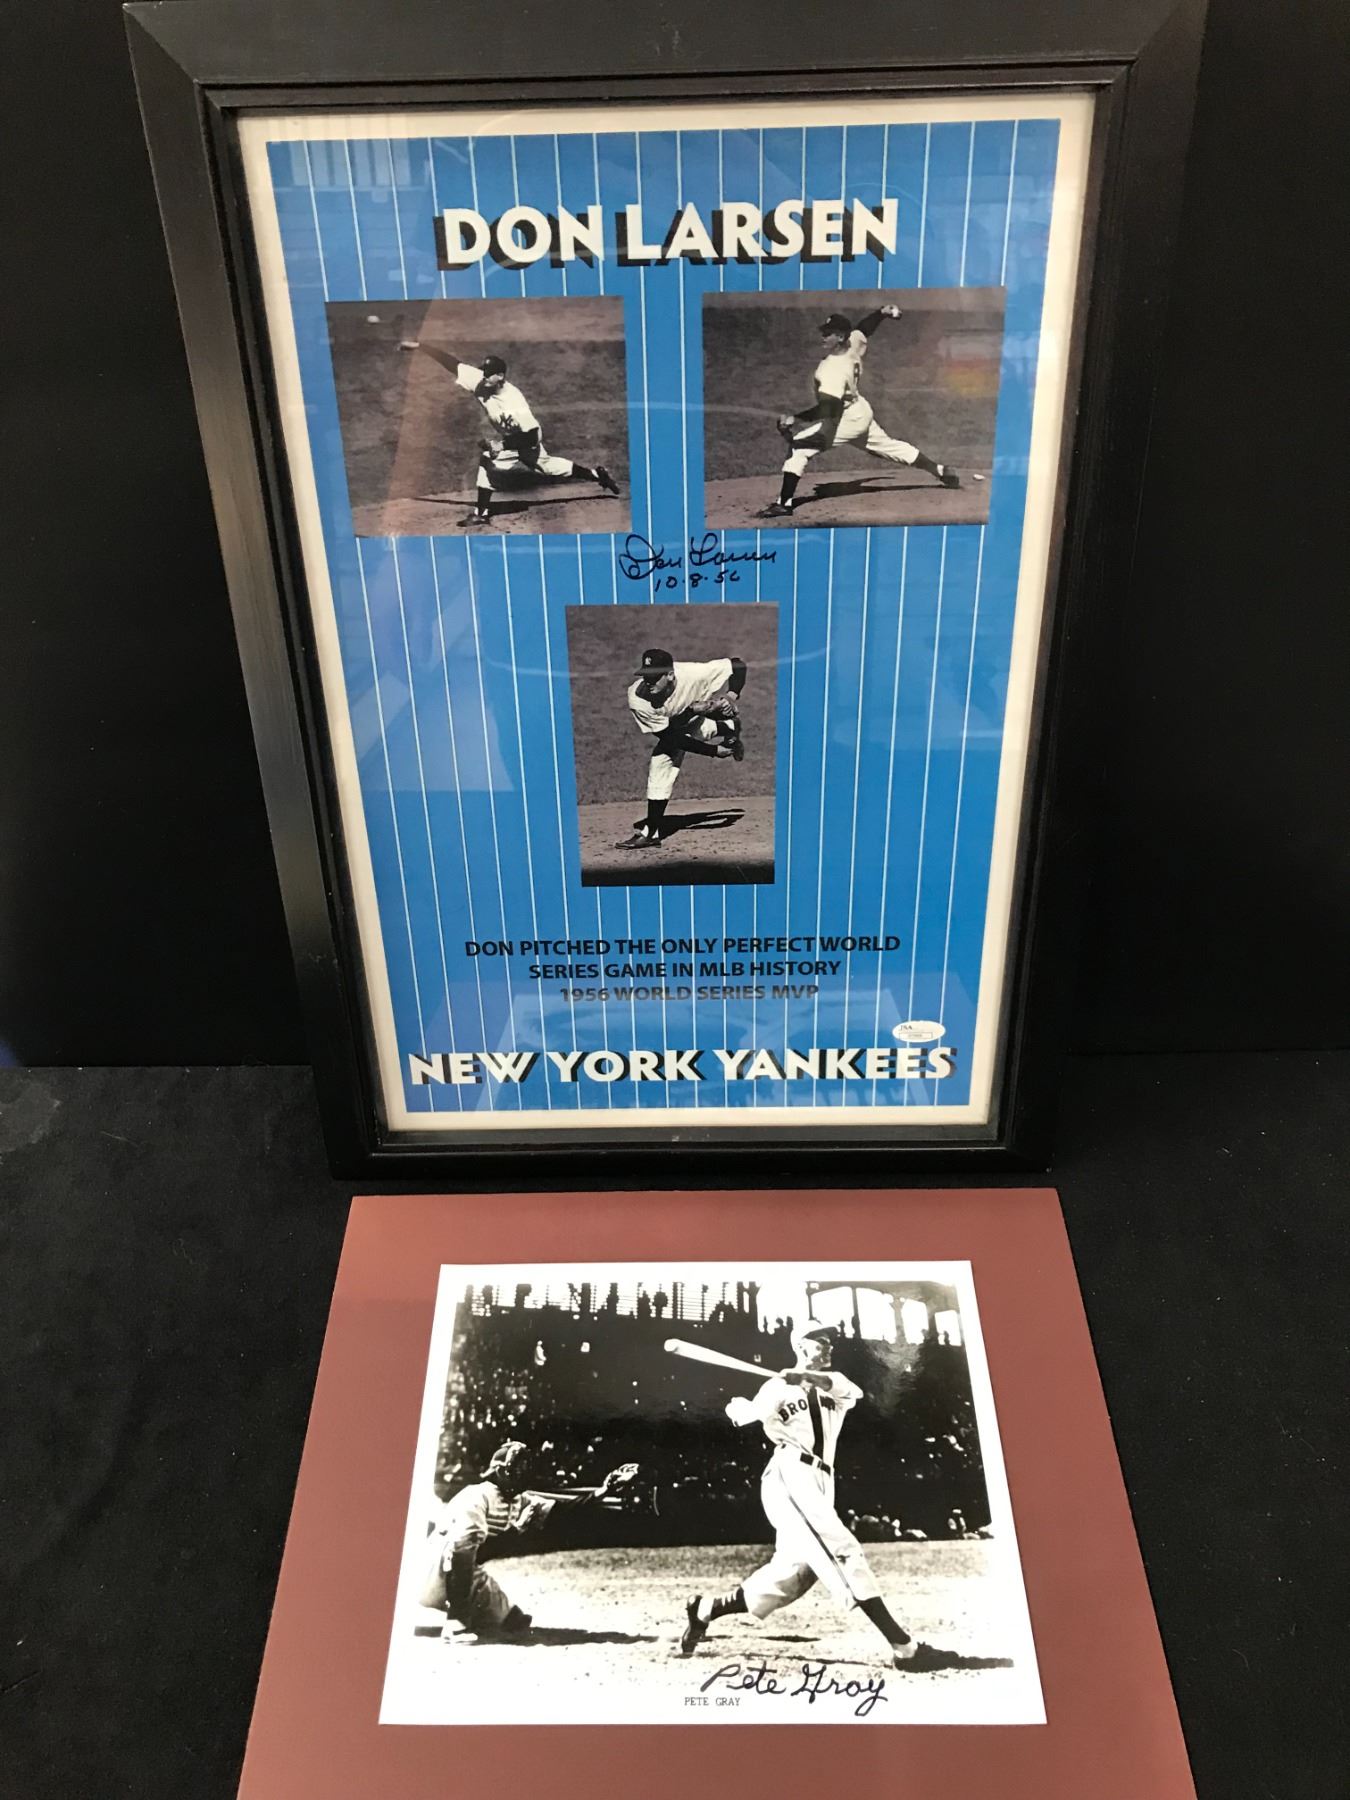 DON LARSEN
Don Larsen
10.8.56
DON PITCHED THE ONLY PERFECT WORLD
SERIES GAME IN MLB HISTORY
1956 WORLD SERIES MVP
JSA
NEW YORK YANKEES
Pete Gray
PETE GRAY